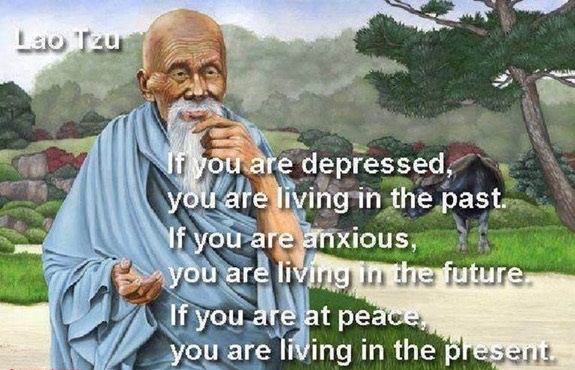 Lao Tzu
If you are depressed,
you are living in the past.
If you are anxious,
you are living in the future.
If you are at peace,
you are living in the present.